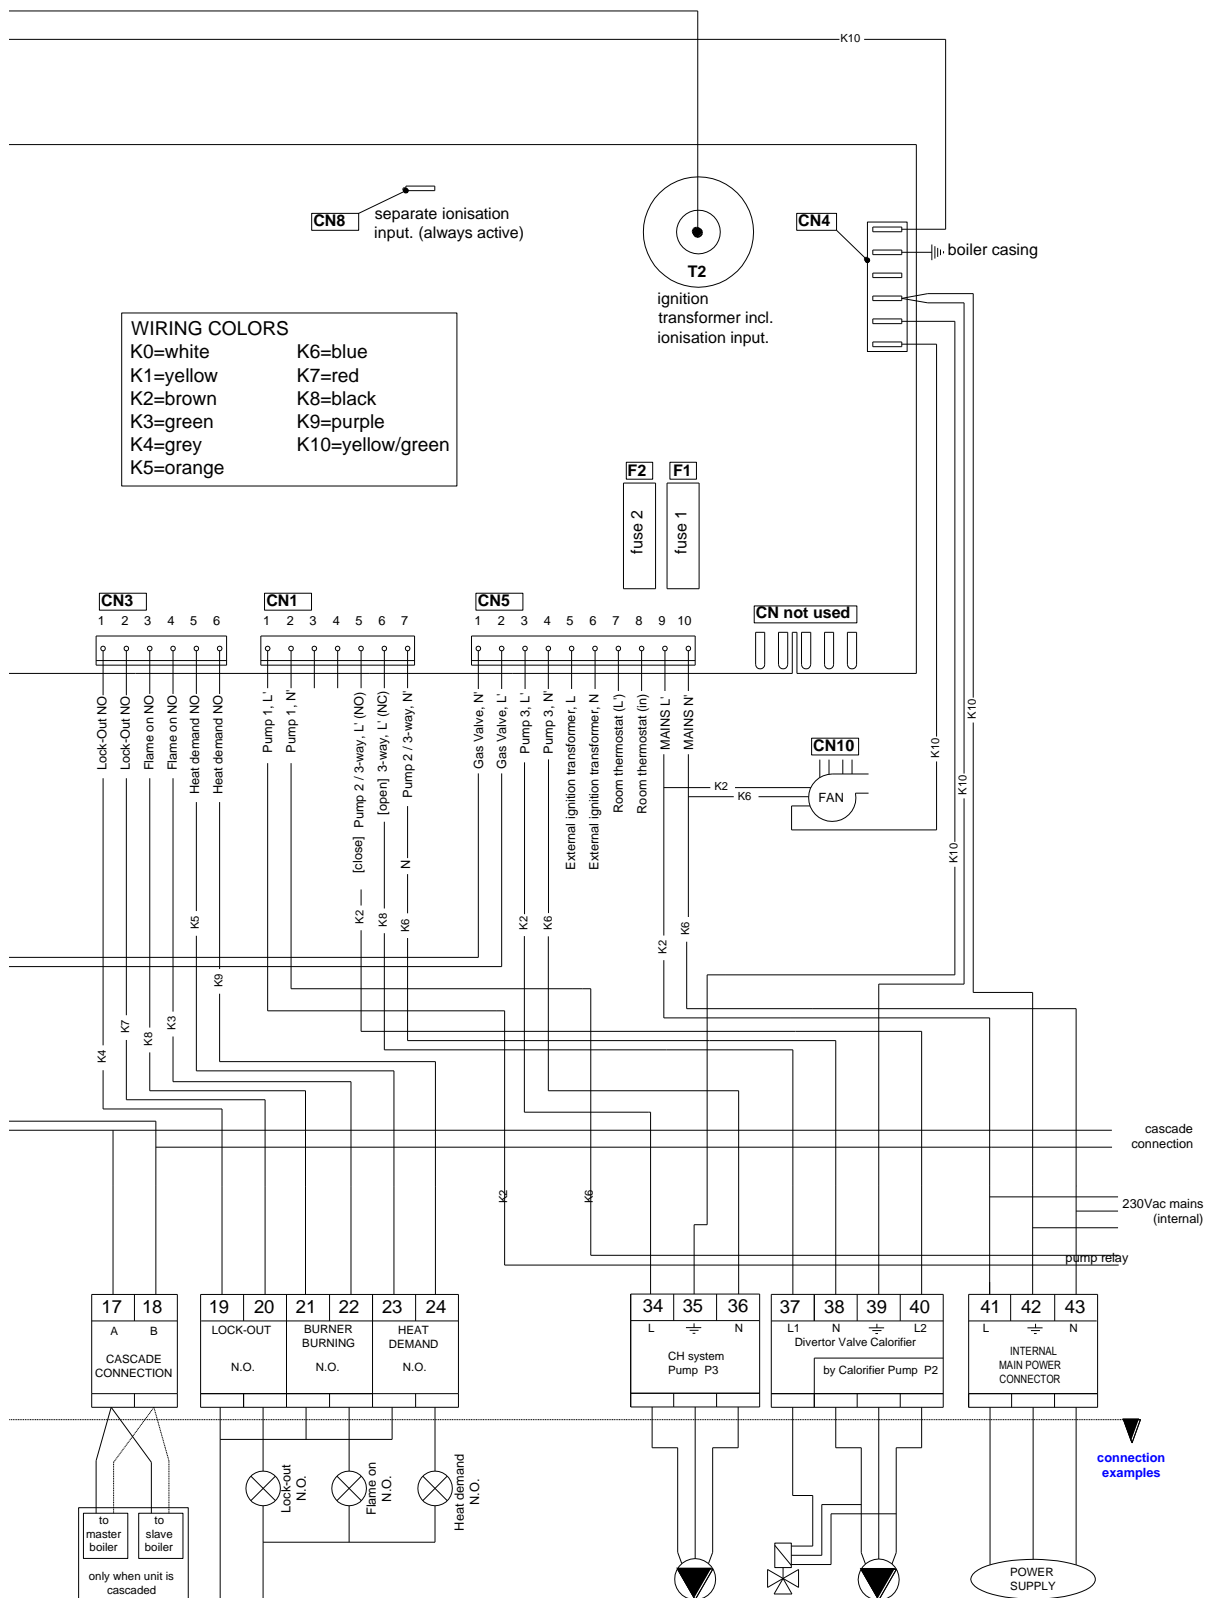 K10
CN8
separate ionisation
input. (always active)
T2
ignition
transformer incl.
ionisation input.
CN4
boiler casing
WIRING COLORS
K0=white
K1=yellow
K2=brown
K3=green
K4=grey
K5=orange
K6=blue
K7=red
K8=black
K9=purple
K10=yellow/green
F2
F1
fuse 2
fuse 1
CN3
1 2 3 4 5 6
CN1
1 2 3 4 5 6 7
CN5
1 2 3 4 5 6 7 8 9 10
CN not used
Lock-Out NO
Lock-Out NO
Flame on NO
Flame on NO
Heat demand NO
Heat demand NO
Pump 1, L'
Pump 1, N'
[close] Pump 2 / 3-way, L' (NO)
[open] 3-way, L' (NC)
Pump 2 / 3-way, N'
N
Gas Valve, N'
Gas Valve, L'
Pump 3, L'
Pump 3, N'
External ignition transformer, L
External ignition transformer, N
Room thermostat (L')
Room thermostat (in)
MAINS L'
MAINS N'
CN10
FAN
K2
K6
K10
K10
K10
K10
K5
K9
K4
K7
K8
K3
K2
K8
K6
K2
K6
K2
K6
K2
K6
cascade
connection
230Vac mains
(internal)
pump relay
17 18
A B
CASCADE
CONNECTION
19 20 21 22 23 24
LOCK-OUT
N.O.
BURNER
BURNING
N.O.
HEAT
DEMAND
N.O.
34 35 36
L N
CH system
Pump P3
37 38 39 40
L1 N L2
Divertor Valve Calorifier
by Calorifier Pump P2
41 42 43
L N
INTERNAL
MAIN POWER
CONNECTOR
connection
examples
Lock-out
N.O.
Flame on
N.O.
Heat demand
N.O.
to
master
boiler
to
slave
boiler
only when unit is
cascaded
POWER
SUPPLY